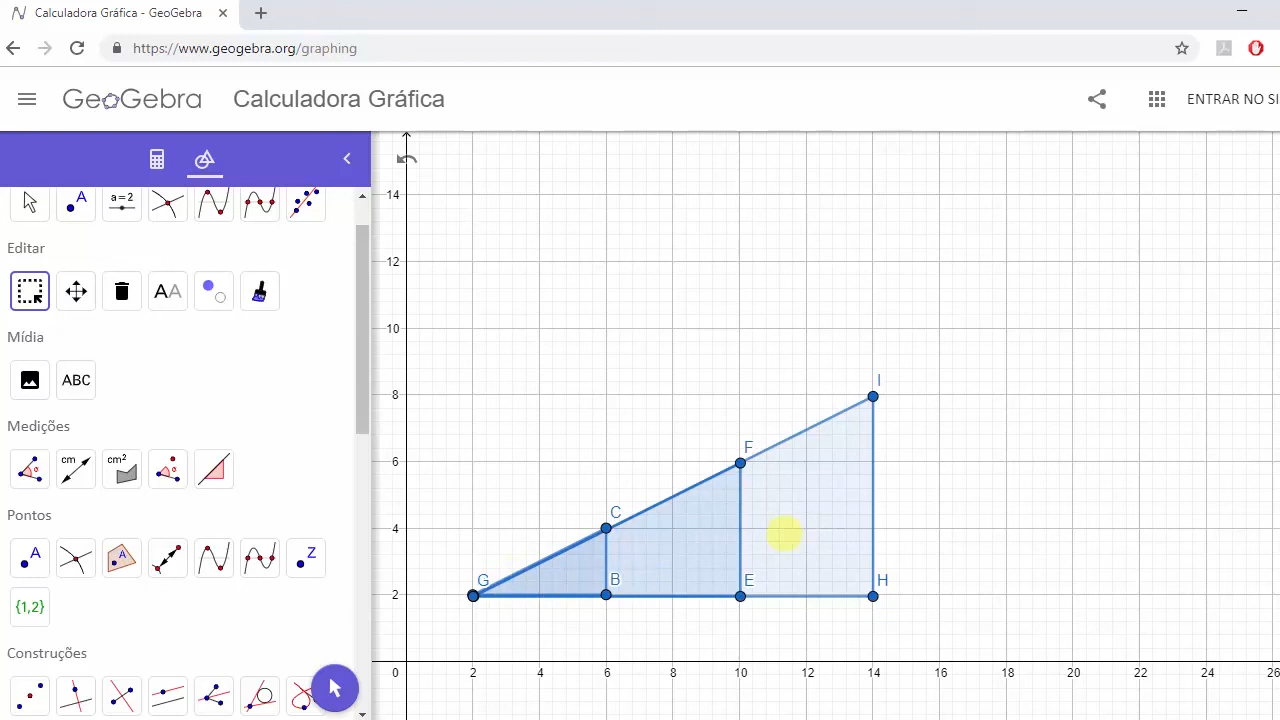 Calculadora Gráfica - GeoGebra
https://www.geogebra.org/graphing
GeoGebra
Calculadora Gráfica
ENTRAR NO SI
A
a=2
Editar
AA
Mídia
ABC
Medições
α
cm
cm²
α
Pontos
A
A
Z
{1,2}
Construções
14
12
10
8
6
4
2
0
2
4
6
8
10
12
14
16
18
20
22
24
26
I
F
C
G
B
E
H